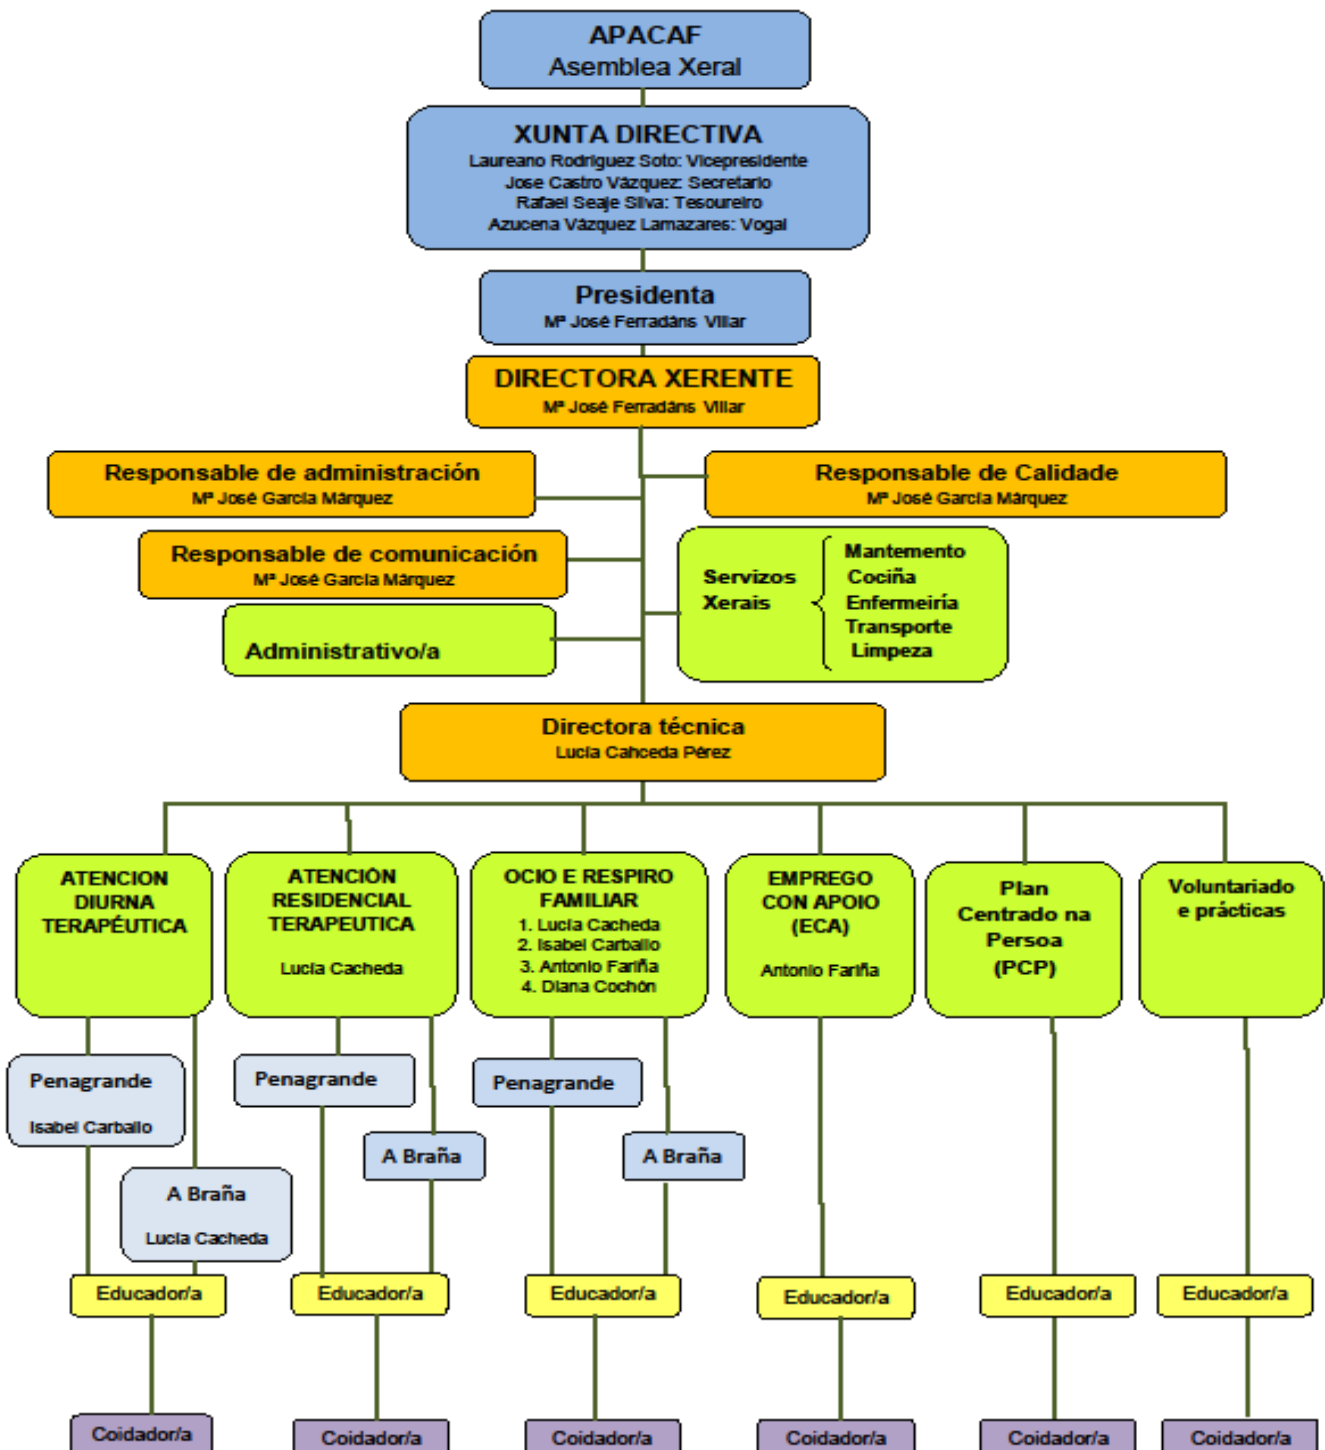 APACAF
Asemblea Xeral
XUNTA DIRECTIVA
Laureano Rodríguez Soto: Vicepresidente
Jose Castro Vázquez: Secretario
Rafael Seaje Silva: Tesoureiro
Azucena Vázquez Lamazares: Vogal
Presidenta
Mª José Ferradáns Villar
DIRECTORA XERENTE
Mª José Ferradáns Villar
Responsable de administración
Mª José García Márquez
Responsable de Calidade
Mª José García Márquez
Responsable de comunicación
Mª José García Márquez
Servizos
Xerais
Mantemento
Cociña
Enfermeiría
Transporte
Limpeza
Administrativo/a
Directora técnica
Lucía Cahceda Pérez
ATENCION
DIURNA
TERAPÉUTICA
ATENCIÓN
RESIDENCIAL
TERAPEUTICA
Lucía Cacheda
OCIO E RESPIRO
FAMILIAR
1. Lucía Cacheda
2. Isabel Carballo
3. Antonio Fariña
4. Diana Cochón
EMPREGO
CON APOIO
(ECA)
Antonio Fariña
Plan
Centrado na
Persoa
(PCP)
Voluntariado
e prácticas
Penagrande
Isabel Carballo
A Braña
Lucía Cacheda
Penagrande
A Braña
Penagrande
A Braña
Educador/a
Educador/a
Educador/a
Educador/a
Educador/a
Educador/a
Coidador/a
Coidador/a
Coidador/a
Coidador/a
Coidador/a
Coidador/a